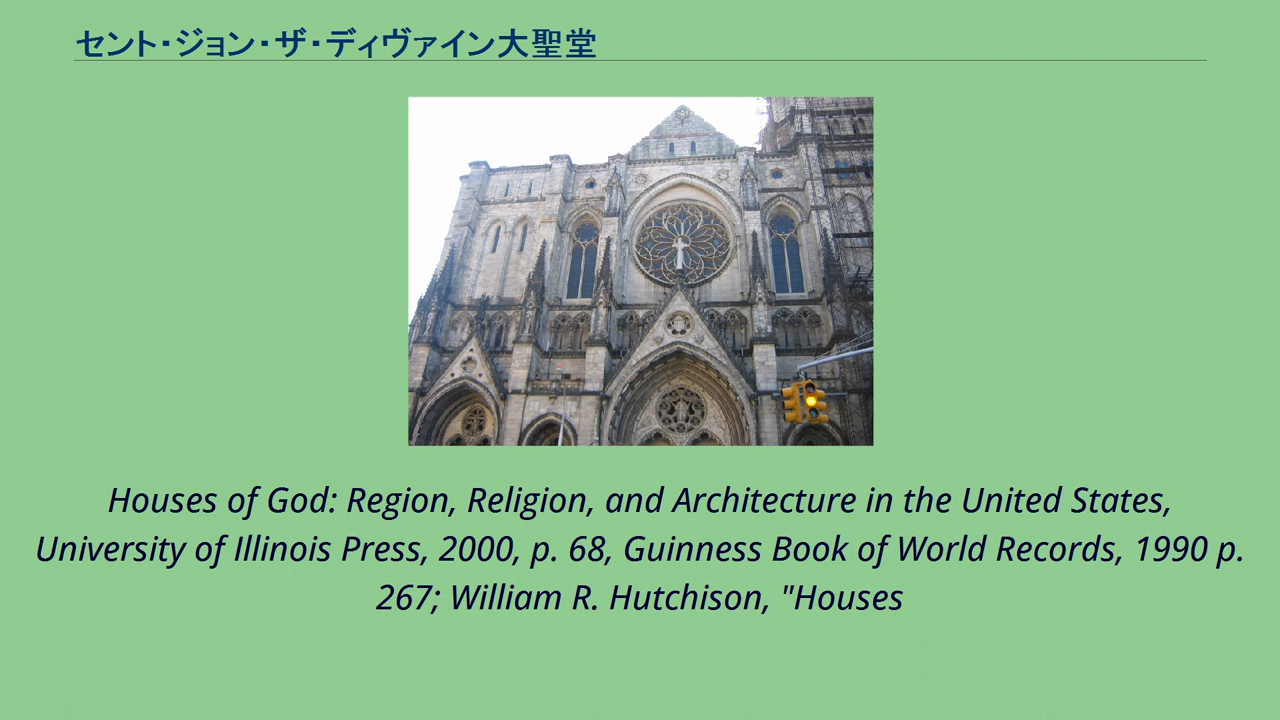 セント・ジョン・ザ・ディヴァイン大聖堂
Houses of God: Region, Religion, and Architecture in the United States,
University of Illinois Press, 2000, p. 68, Guinness Book of World Records, 1990 p.
267; William R. Hutchison, "Houses